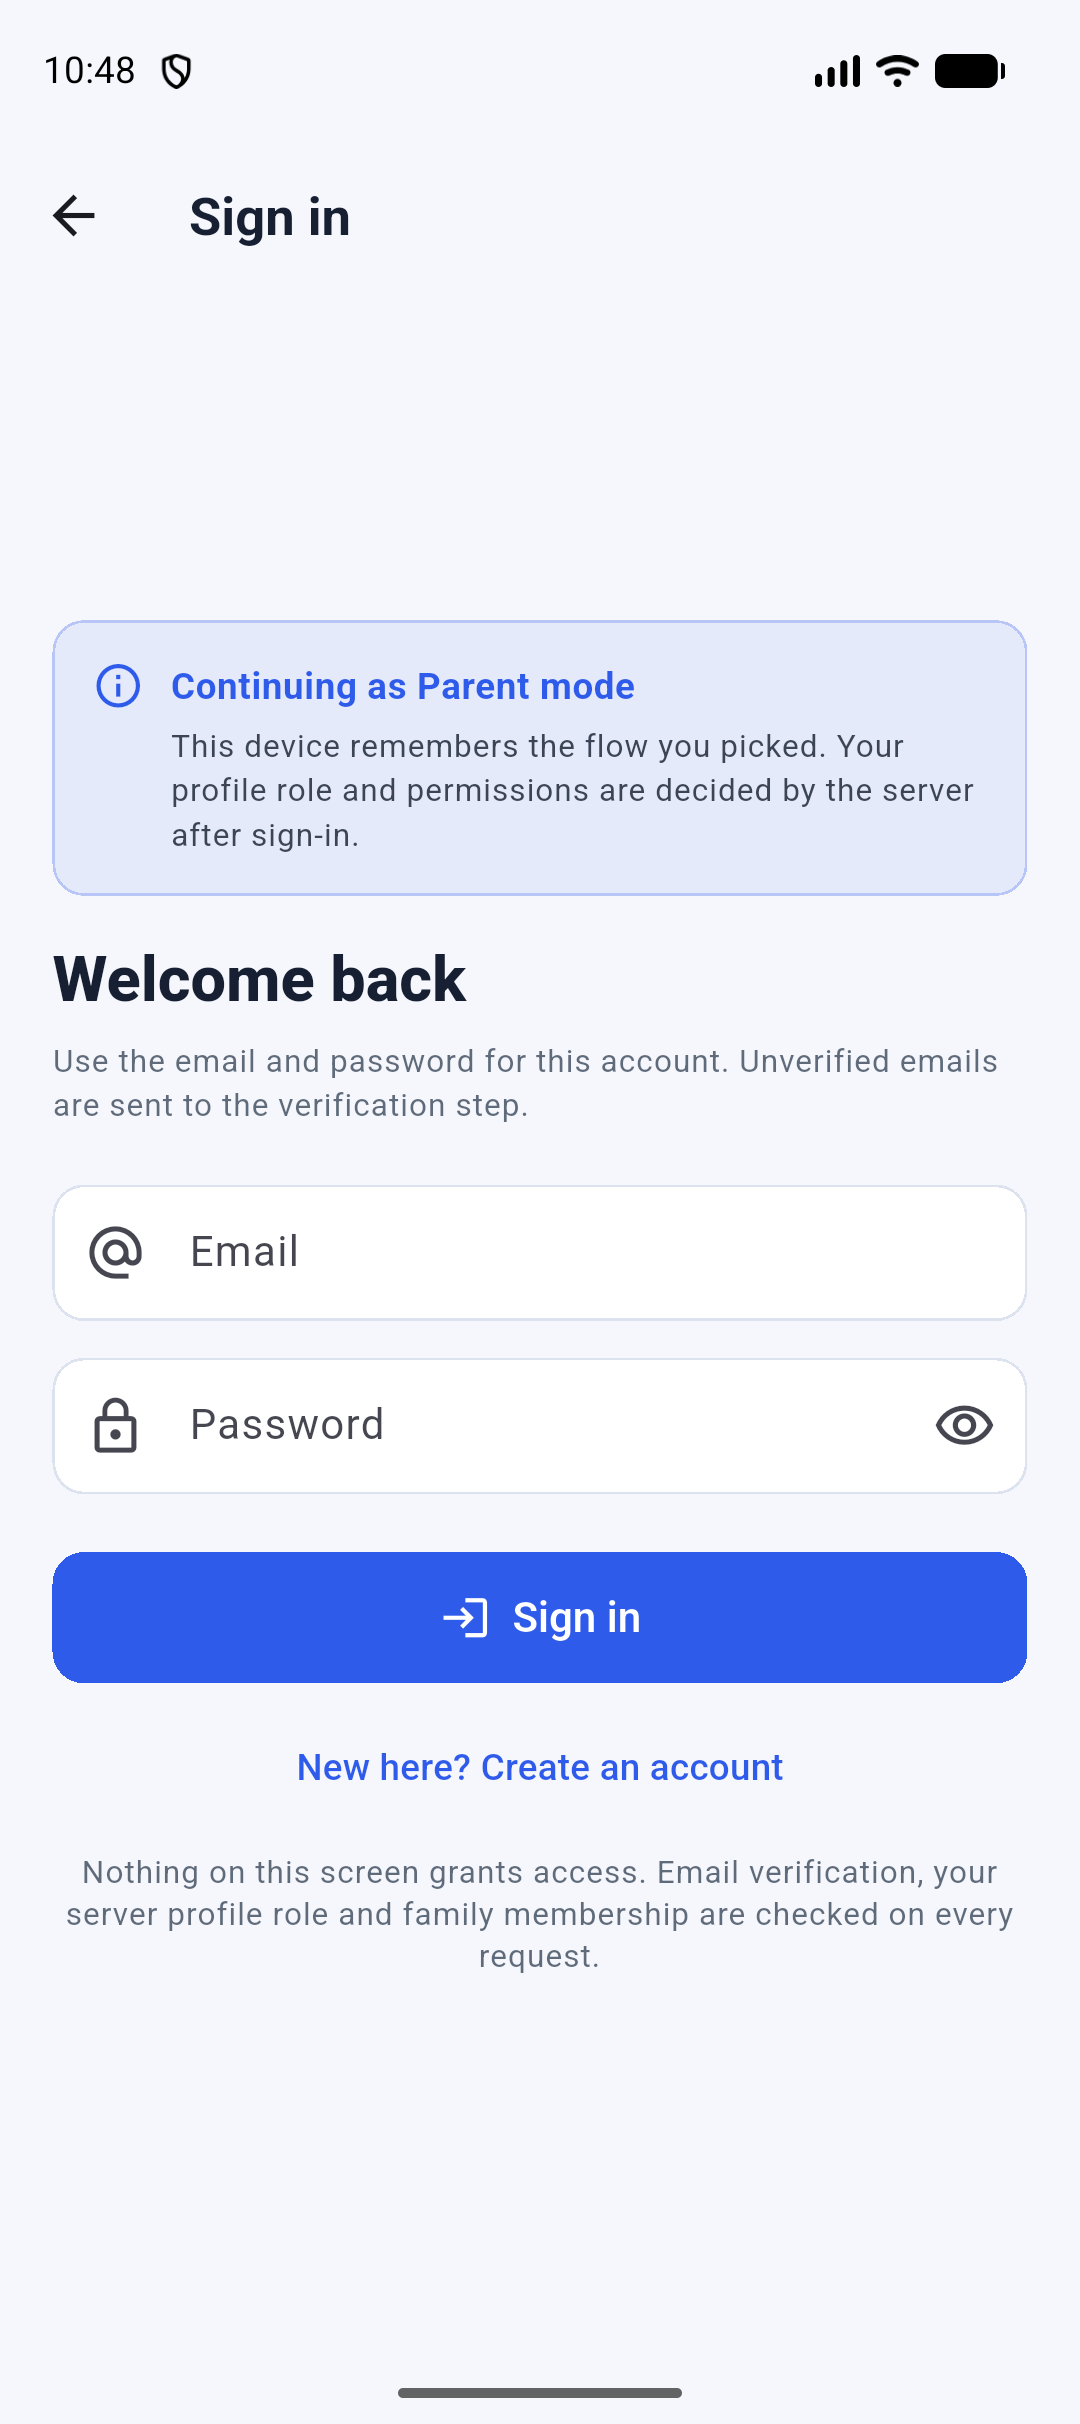 10:48
Sign in
Continuing as Parent mode
This device remembers the flow you picked. Your
profile role and permissions are decided by the server
after sign-in.
Welcome back
Use the email and password for this account. Unverified emails
are sent to the verification step.
Email
Password
Sign in
New here? Create an account
Nothing on this screen grants access. Email verification, your
server profile role and family membership are checked on every
request.